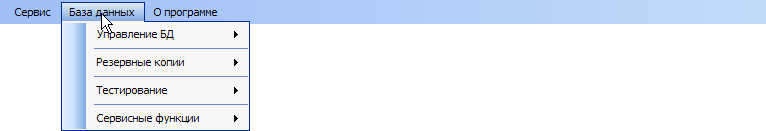 Сервис База данных О программе
Управление БД
Резервные копии
Тестирование
Сервисные функции